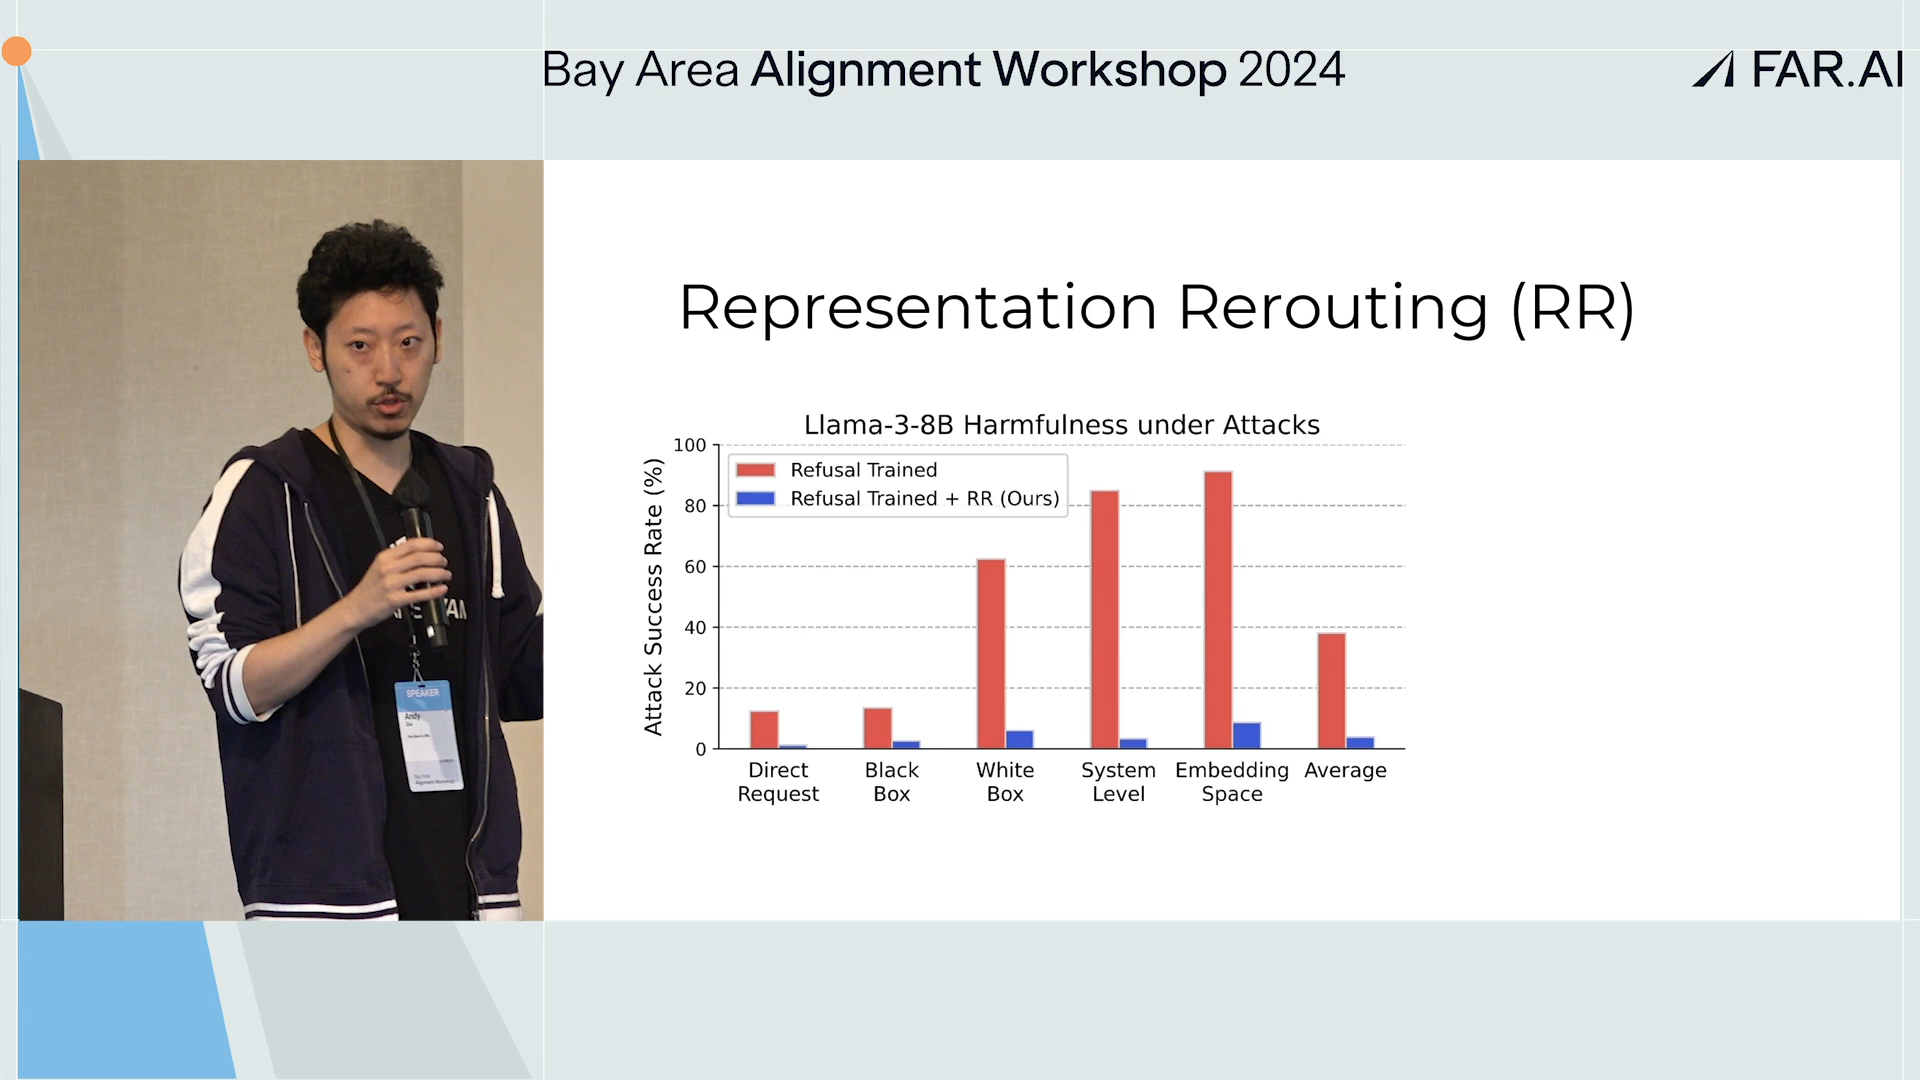 Bay Area Alignment Workshop 2024
FAR.AI
SPEAKER
Andy
Representation Rerouting (RR)
Llama-3-8B Harmfulness under Attacks
Attack Success Rate (%)
100
80
60
40
20
0
Refusal Trained
Refusal Trained + RR (Ours)
Direct
Request
Black
Box
White
Box
System
Level
Embedding
Space
Average